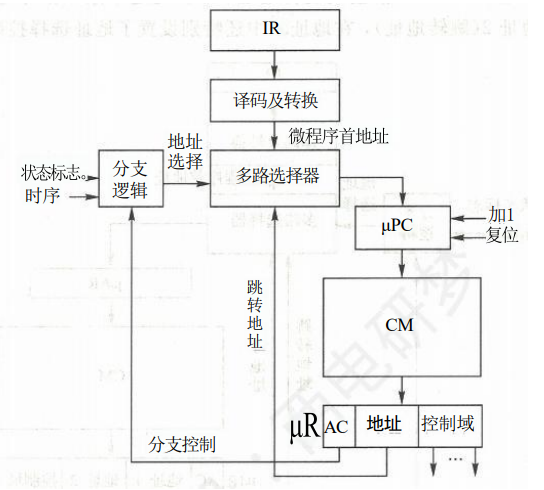 IR
译码及转换
微程序首地址
地址
选择
状态标志。
时序
分支
逻辑
多路选择器
μPC
加1
复位
跳
转
地
址
CM
μR
AC
地址
控制域
分支控制
...